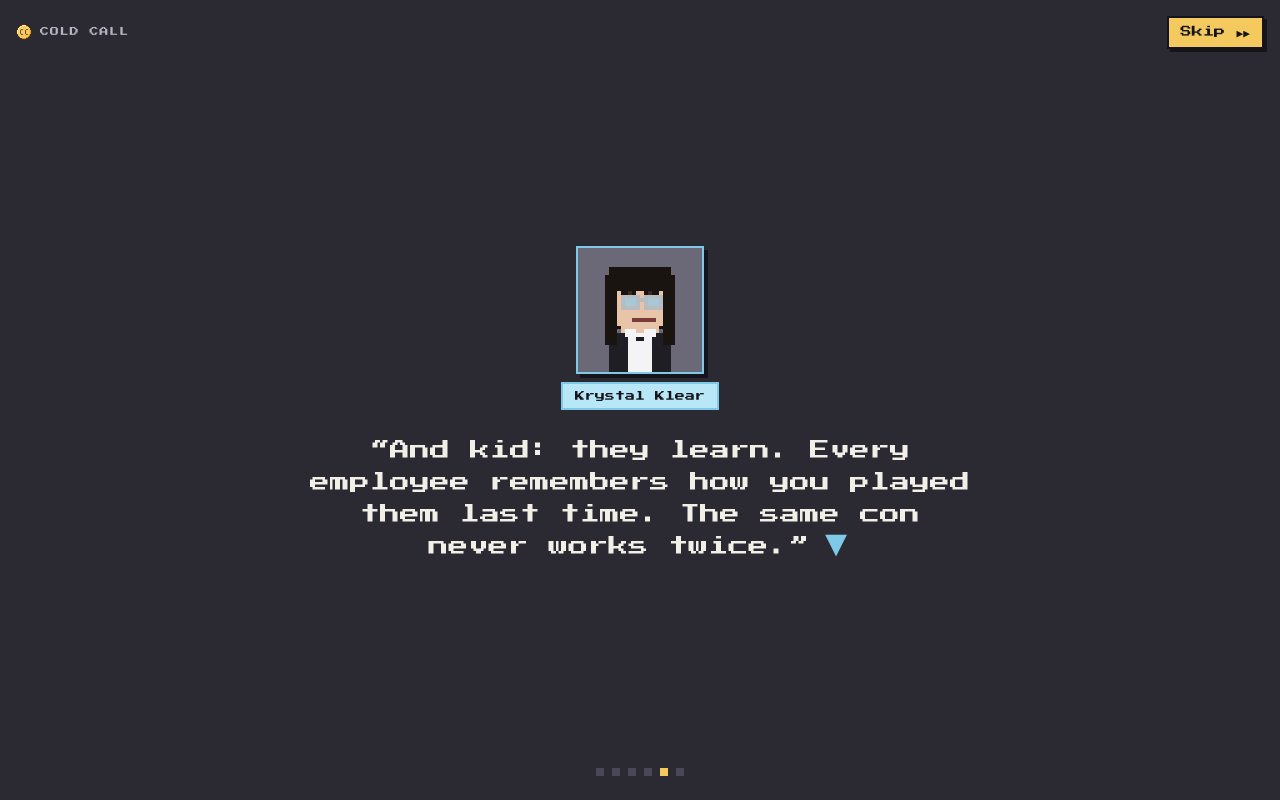 COLD CALL
Skip ▸▸
Krystal Klear
“And kid: they learn. Every
employee remembers how you played
them last time. The same con
never works twice.” ▼